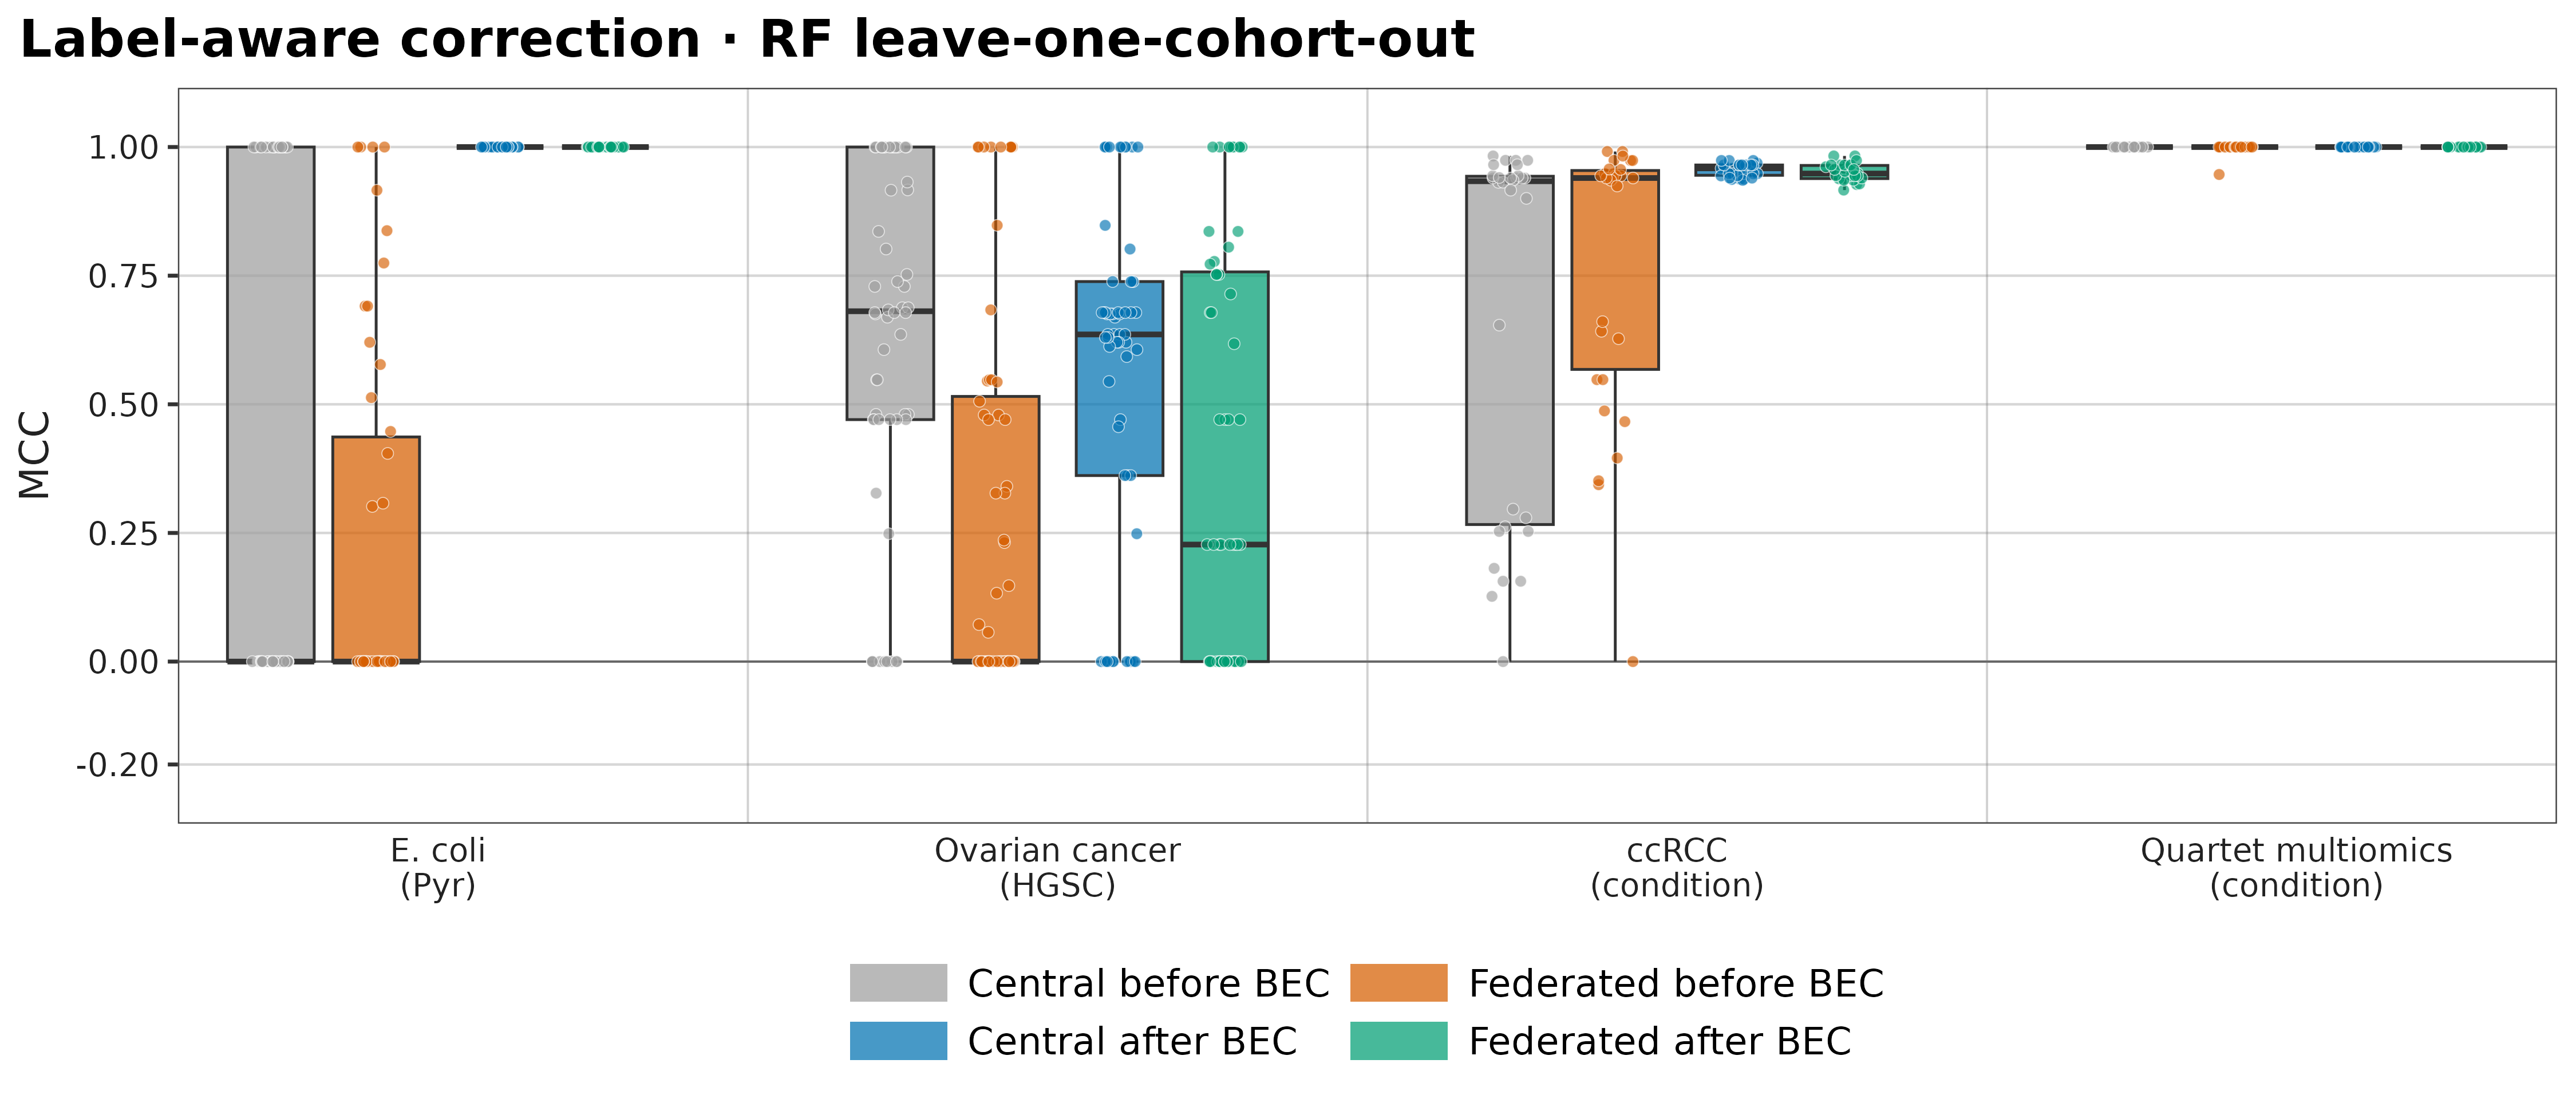 Label-aware correction · RF leave-one-cohort-out
MCC
1.00
0.75
0.50
0.25
0.00
-0.20
E. coli
(Pyr)
Ovarian cancer
(HGSC)
ccRCC
(condition)
Quartet multiomics
(condition)
Central before BEC
Federated before BEC
Central after BEC
Federated after BEC